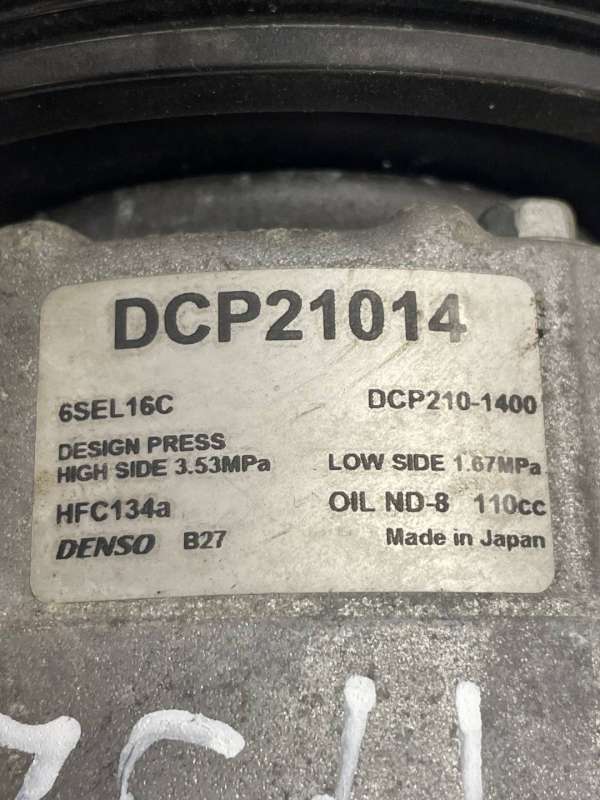 DCP21014
6SEL16C DCP210-1400
DESIGN PRESS
HIGH SIDE 3.53MPa LOW SIDE 1.67MPa
HFC134a OIL ND-8 110cc
DENSO B27 Made in Japan